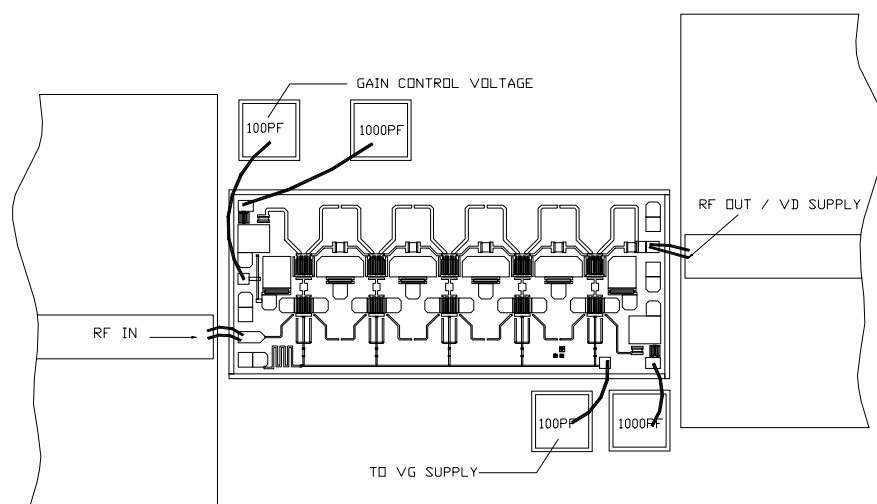 GAIN CONTROL VOLTAGE
100PF
1000PF
RF OUT / VD SUPPLY
RF IN
100PF
1000PF
TO VG SUPPLY